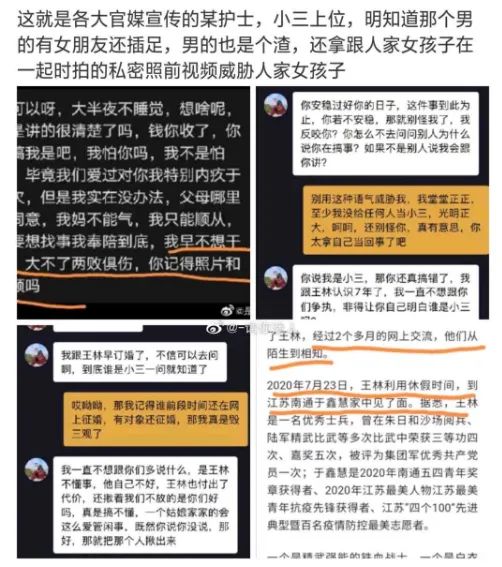 这就是各大官媒宣传的某护士，小三上位，明知道那个男
的有女朋友还插足，男的也是个渣，还拿跟人家女孩子在
一起时拍的私密照前视频威胁人家女孩子
可以呀，大半夜不睡觉，想啥呢，
是讲的很清楚了吗，钱你收了，你
搞我是吧，我怕你吗，我不是怕
毕竟我们爱过对你我特别内疚于
欠，但是我实在没办法，父母哪里
同意，我妈不能气，我只能顺从，
要想找事我奉陪到底，我早不想干
大不了两败俱伤，你记得照片和
频吗
你安稳过好你的日子，这件事到此为
止，你若不安稳，那就别怪我了，我
反咬你？你怎么不去问问别人为什么
说你在搞事？如果不是别人说我会跟
你讲？
别用这种语气威胁我，我堂堂正正，
至少我没给任何人当小三，光明正
大，呵呵，还别怪你，真有意思，你
太拿自己当回事了吧
你说我是小三，那你还真搞错了，我
跟王林认识7年了，我一直不想跟你
们争执。非得让你自己明白谁是小三
我跟王林早订婚了，不信可以去问
啊，到底谁是小三一问就知道了
哎呦呦，那我记得谁前段时间还在网
上征婚，有对象还征婚，那我真是毁
三观了
我一直不想跟你们多说什么，是王林
不懂事，他自己不好，王林也付出了
代价，还揪着我们不放的是你们好
吗，真是搞不懂，一个姑娘家家的会
这么爱管闲事，既然你说你没说，那
好，那就把那个人揪出来
了王林，经过2个多月的网上交流，他们从
陌生到相知。
2020年7月23日，王林利用休假时间，到
江苏南通于鑫慧家中见了面。据悉，王林
是一名优秀士兵，曾在朱日和沙场阅兵、
陆军精武比武等多次比武中荣获三等功四
次、嘉奖五次，被评为集团军优秀共产党
员一次；于鑫慧是2020年南通五四青年奖
章获得者、2020年江苏最美人物江苏最美
青年抗疫先锋获得者、江苏“四个100”先进
典型暨百名疫情防控最美志愿者。
一个是精武强能的铁血战士，一个是白衣